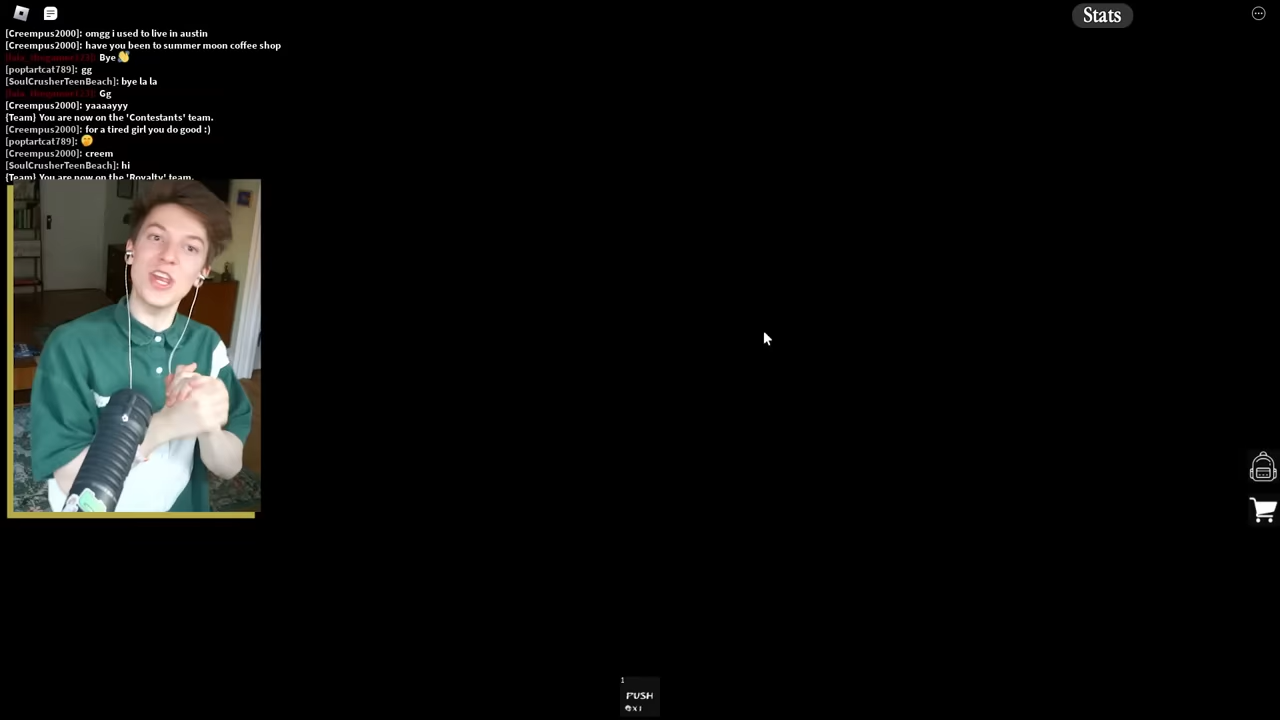 Stats
[Creempus2000]: omgg i used to live in austin
[Creempus2000]: have you been to summer moon coffee shop
Bye 👋
[poptartcat789]: gg
[SoulCrusherTeenBeach]: bye la la
Gg
[Creempus2000]: yaaaayyy
{Team} You are now on the 'Contestants' team.
[Creempus2000]: for a tired girl you do good :)
[poptartcat789]: 🤭
[Creempus2000]: creem
[SoulCrusherTeenBeach]: hi
{Team} You are now on the 'Royalty' team.
1
PUSH
X1